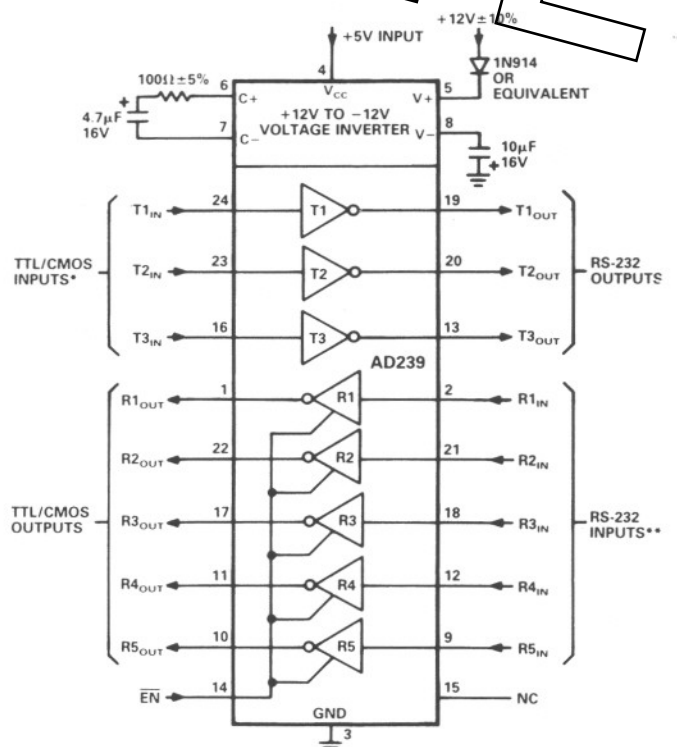 +12V ± 10%
+5V INPUT
1N914
OR
EQUIVALENT
100Ω ±5%
4
6
C+
VCC
V+
5
+
4.7µF
16V
7
C−
+12V TO −12V
VOLTAGE INVERTER
V−
8
10µF
+ 16V
TTL/CMOS
INPUTS*
T1IN
24
T1
19
T1OUT
T2IN
23
T2
20
T2OUT
T3IN
16
T3
13
T3OUT
RS-232
OUTPUTS
AD239
TTL/CMOS
OUTPUTS
R1OUT
1
R1
2
R1IN
R2OUT
22
R2
21
R2IN
R3OUT
17
R3
18
R3IN
R4OUT
11
R4
12
R4IN
R5OUT
10
R5
9
R5IN
RS-232
INPUTS**
EN
14
15
NC
GND
3